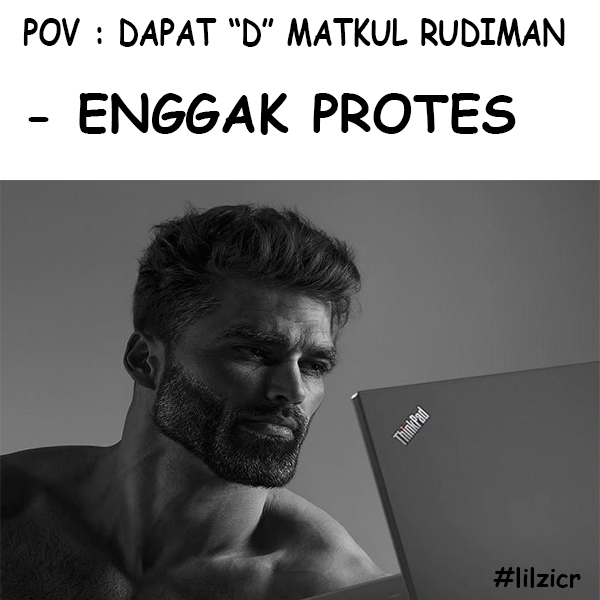 POV : DAPAT “D” MATKUL RUDIMAN
- ENGGAK PROTES
ThinkPad
#lilzicr